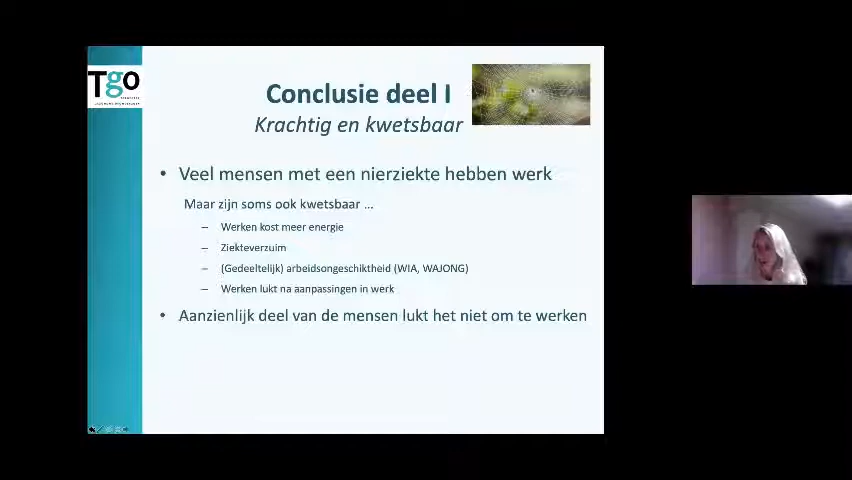 Tgo
Conclusie deel I
Krachtig en kwetsbaar
• Veel mensen met een nierziekte hebben werk
Maar zijn soms ook kwetsbaar ...
– Werken kost meer energie
– Ziekteverzuim
– (Gedeeltelijk) arbeidsongeschiktheid (WIA, WAJONG)
– Werken lukt na aanpassingen in werk
• Aanzienlijk deel van de mensen lukt het niet om te werken